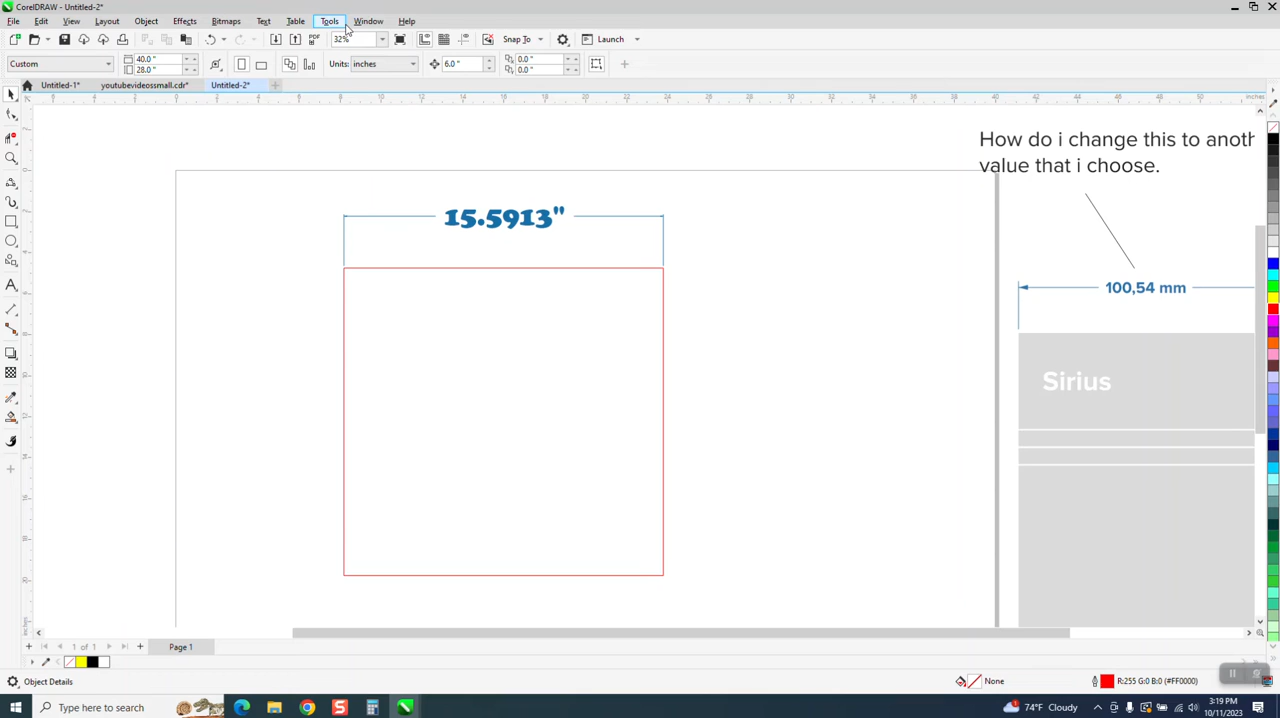 CorelDRAW - Untitled-2*
File Edit View Layout Object Effects Bitmaps Text Table Tools Window Help
PDF 32% Snap To Launch
Custom 40.0 " 28.0 " Units: inches 6.0 " 0.0 " 0.0 "
Untitled-1* youtubevideossmall.cdr* Untitled-2*
inches
How do i change this to anoth
value that i choose.
15.5913"
100,54 mm
Sirius
1 of 1 Page 1
Object Details None R:255 G:0 B:0 (#FF0000)
Type here to search 74°F Cloudy 3:19 PM
10/11/2023